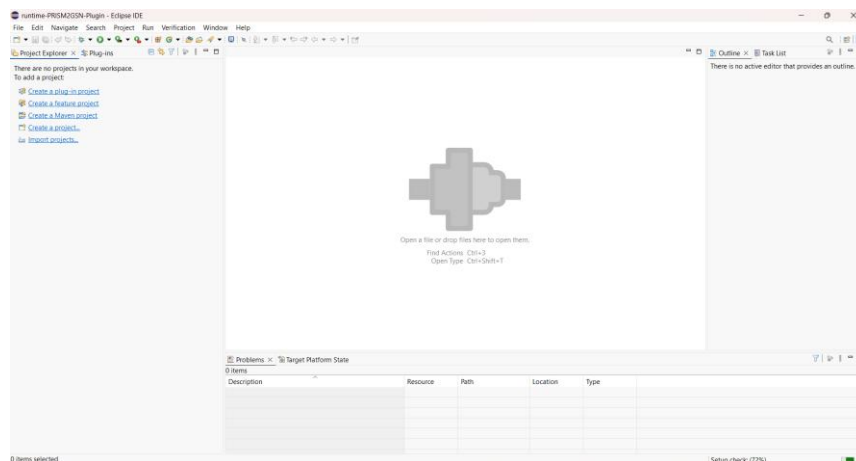 runtime-PRISM2GSN-Plugin - Eclipse IDE
File Edit Navigate Search Project Run Verification Window Help
Project Explorer Plug-ins
There are no projects in your workspace.
To add a project:
Create a plug-in project
Create a feature project
Create a Maven project
Create a project...
Import projects...
Open a file or drop files here to open them.
Find Actions Ctrl+3
Open Type Ctrl+Shift+T
Outline Task List
There is no active editor that provides an outline.
Problems Target Platform State
0 items
Description Resource Path Location Type
0 items selected
Setup check: (72%)